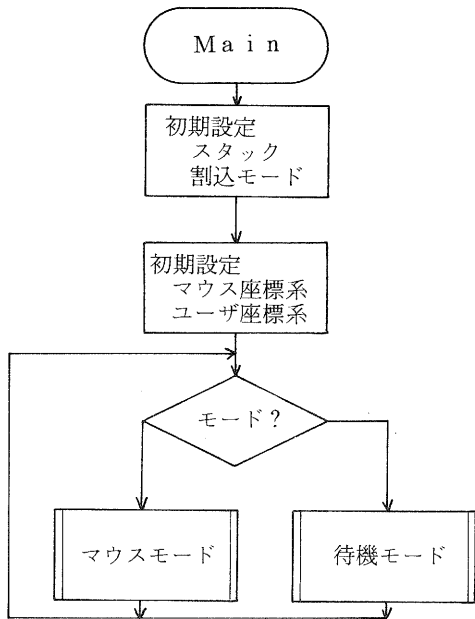 Ｍａｉｎ
初期設定
スタック
割込モード
初期設定
マウス座標系
ユーザ座標系
モード？
マウスモード
待機モード